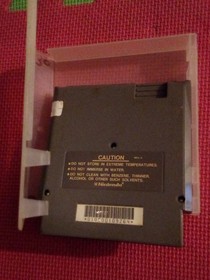 CAUTION
●DO NOT STORE IN EXTREME TEMPERATURES.
●DO NOT IMMERSE IN WATER.
●DO NOT CLEAN WITH BENZENE, THINNER,
ALCOHOL OR OTHER SUCH SOLVENTS.
Nintendo